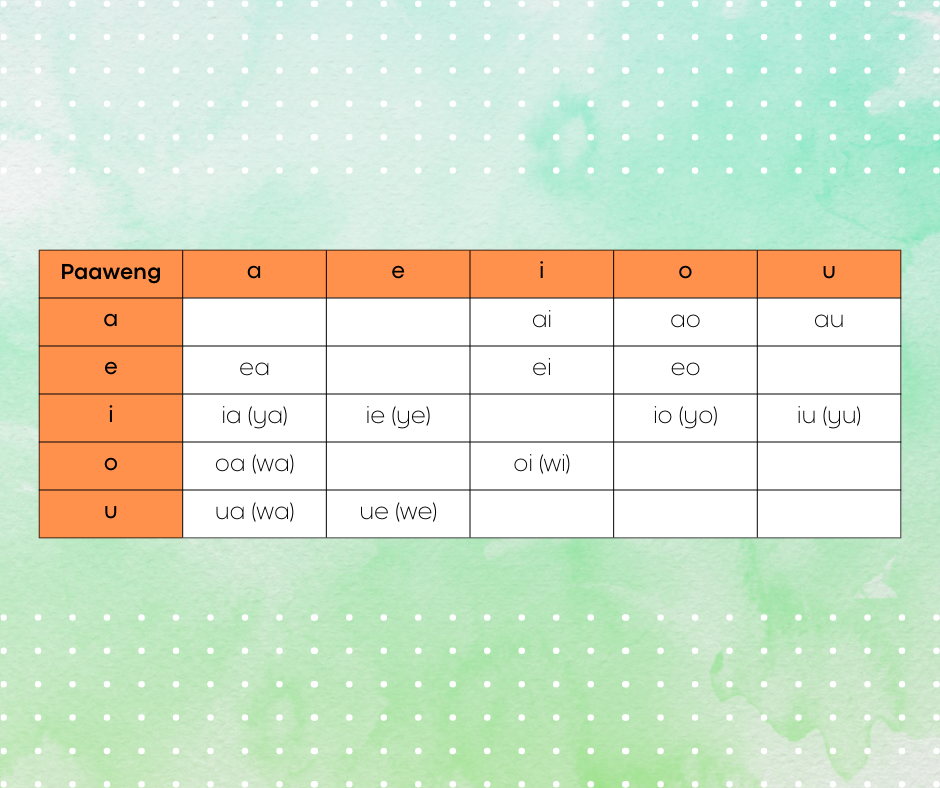 Paaweng a e i o u
a ai ao au
e ea ei eo
i ia (ya) ie (ye) io (yo) iu (yu)
o oa (wa) oi (wi)
u ua (wa) ue (we)